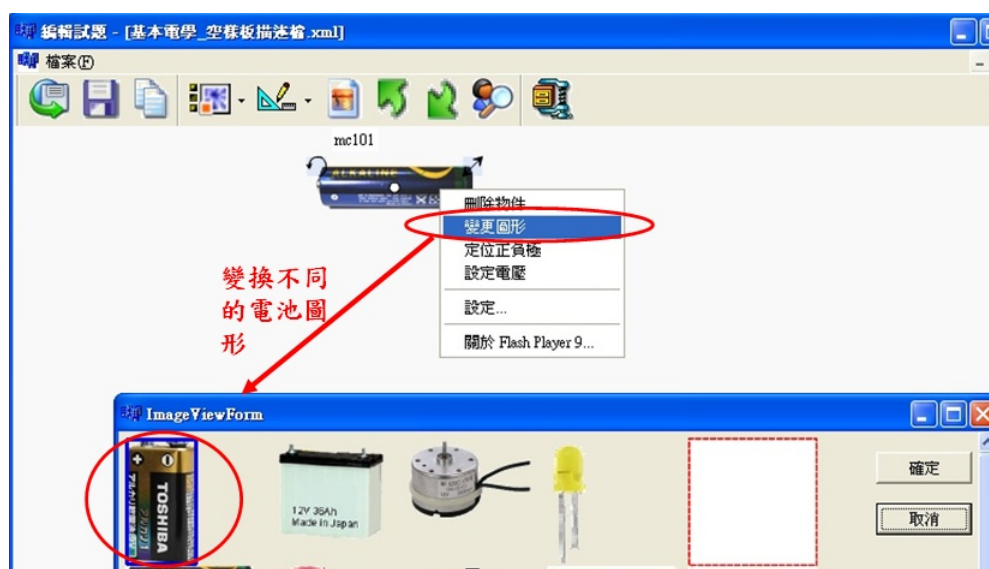 編輯試題 - [基本電學_空樣板描述檔.xml]
檔案(F)
mc101
ALKALINE
刪除物件
變更圖形
定位正負極
設定電壓
設定...
關於 Flash Player 9...
變換不同
的電池圖
形
ImageViewForm
TOSHIBA
12V 36Ah
Made in Japan
確定
取消